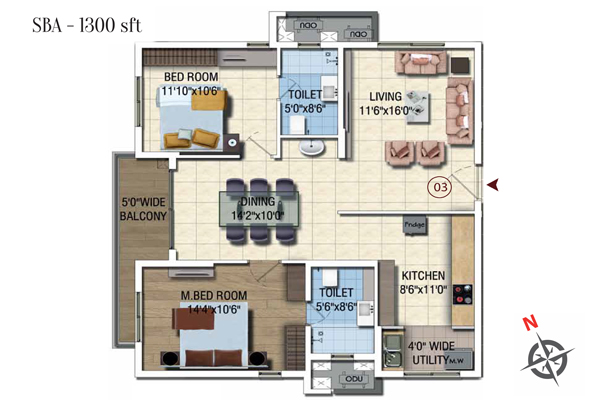 SBA - 1300 sft
ODU
ODU
BED ROOM
11'10"x10'6"
TOILET
5'0"x8'6"
LIVING
11'6"x16'0"
03
5'0"WIDE
BALCONY
DINING
14'2"x10'0"
Fridge
KITCHEN
8'6"x11'0"
M.BED ROOM
14'4"x10'6"
TOILET
5'6"x8'6"
4'0" WIDE
UTILITY
M.W
ODU
N